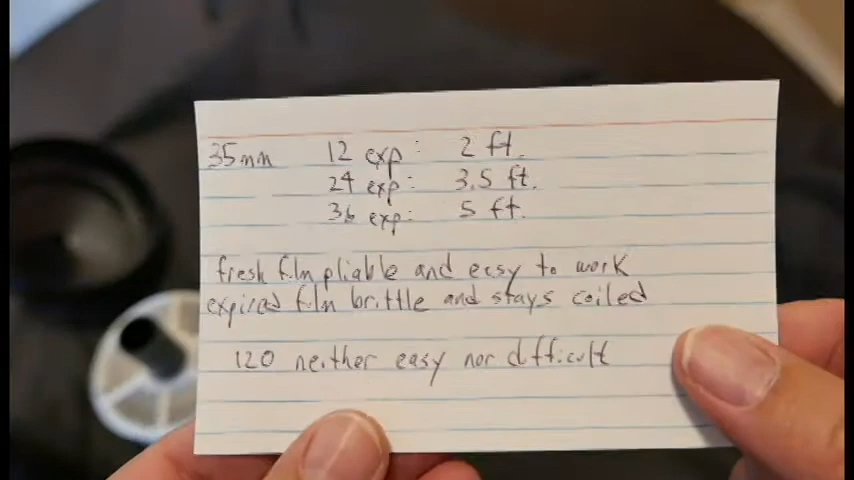 35mm 12 exp: 2 ft.
24 exp: 3.5 ft.
36 exp: 5 ft.
fresh film pliable and easy to work
expired film brittle and stays coiled
120 neither easy nor difficult